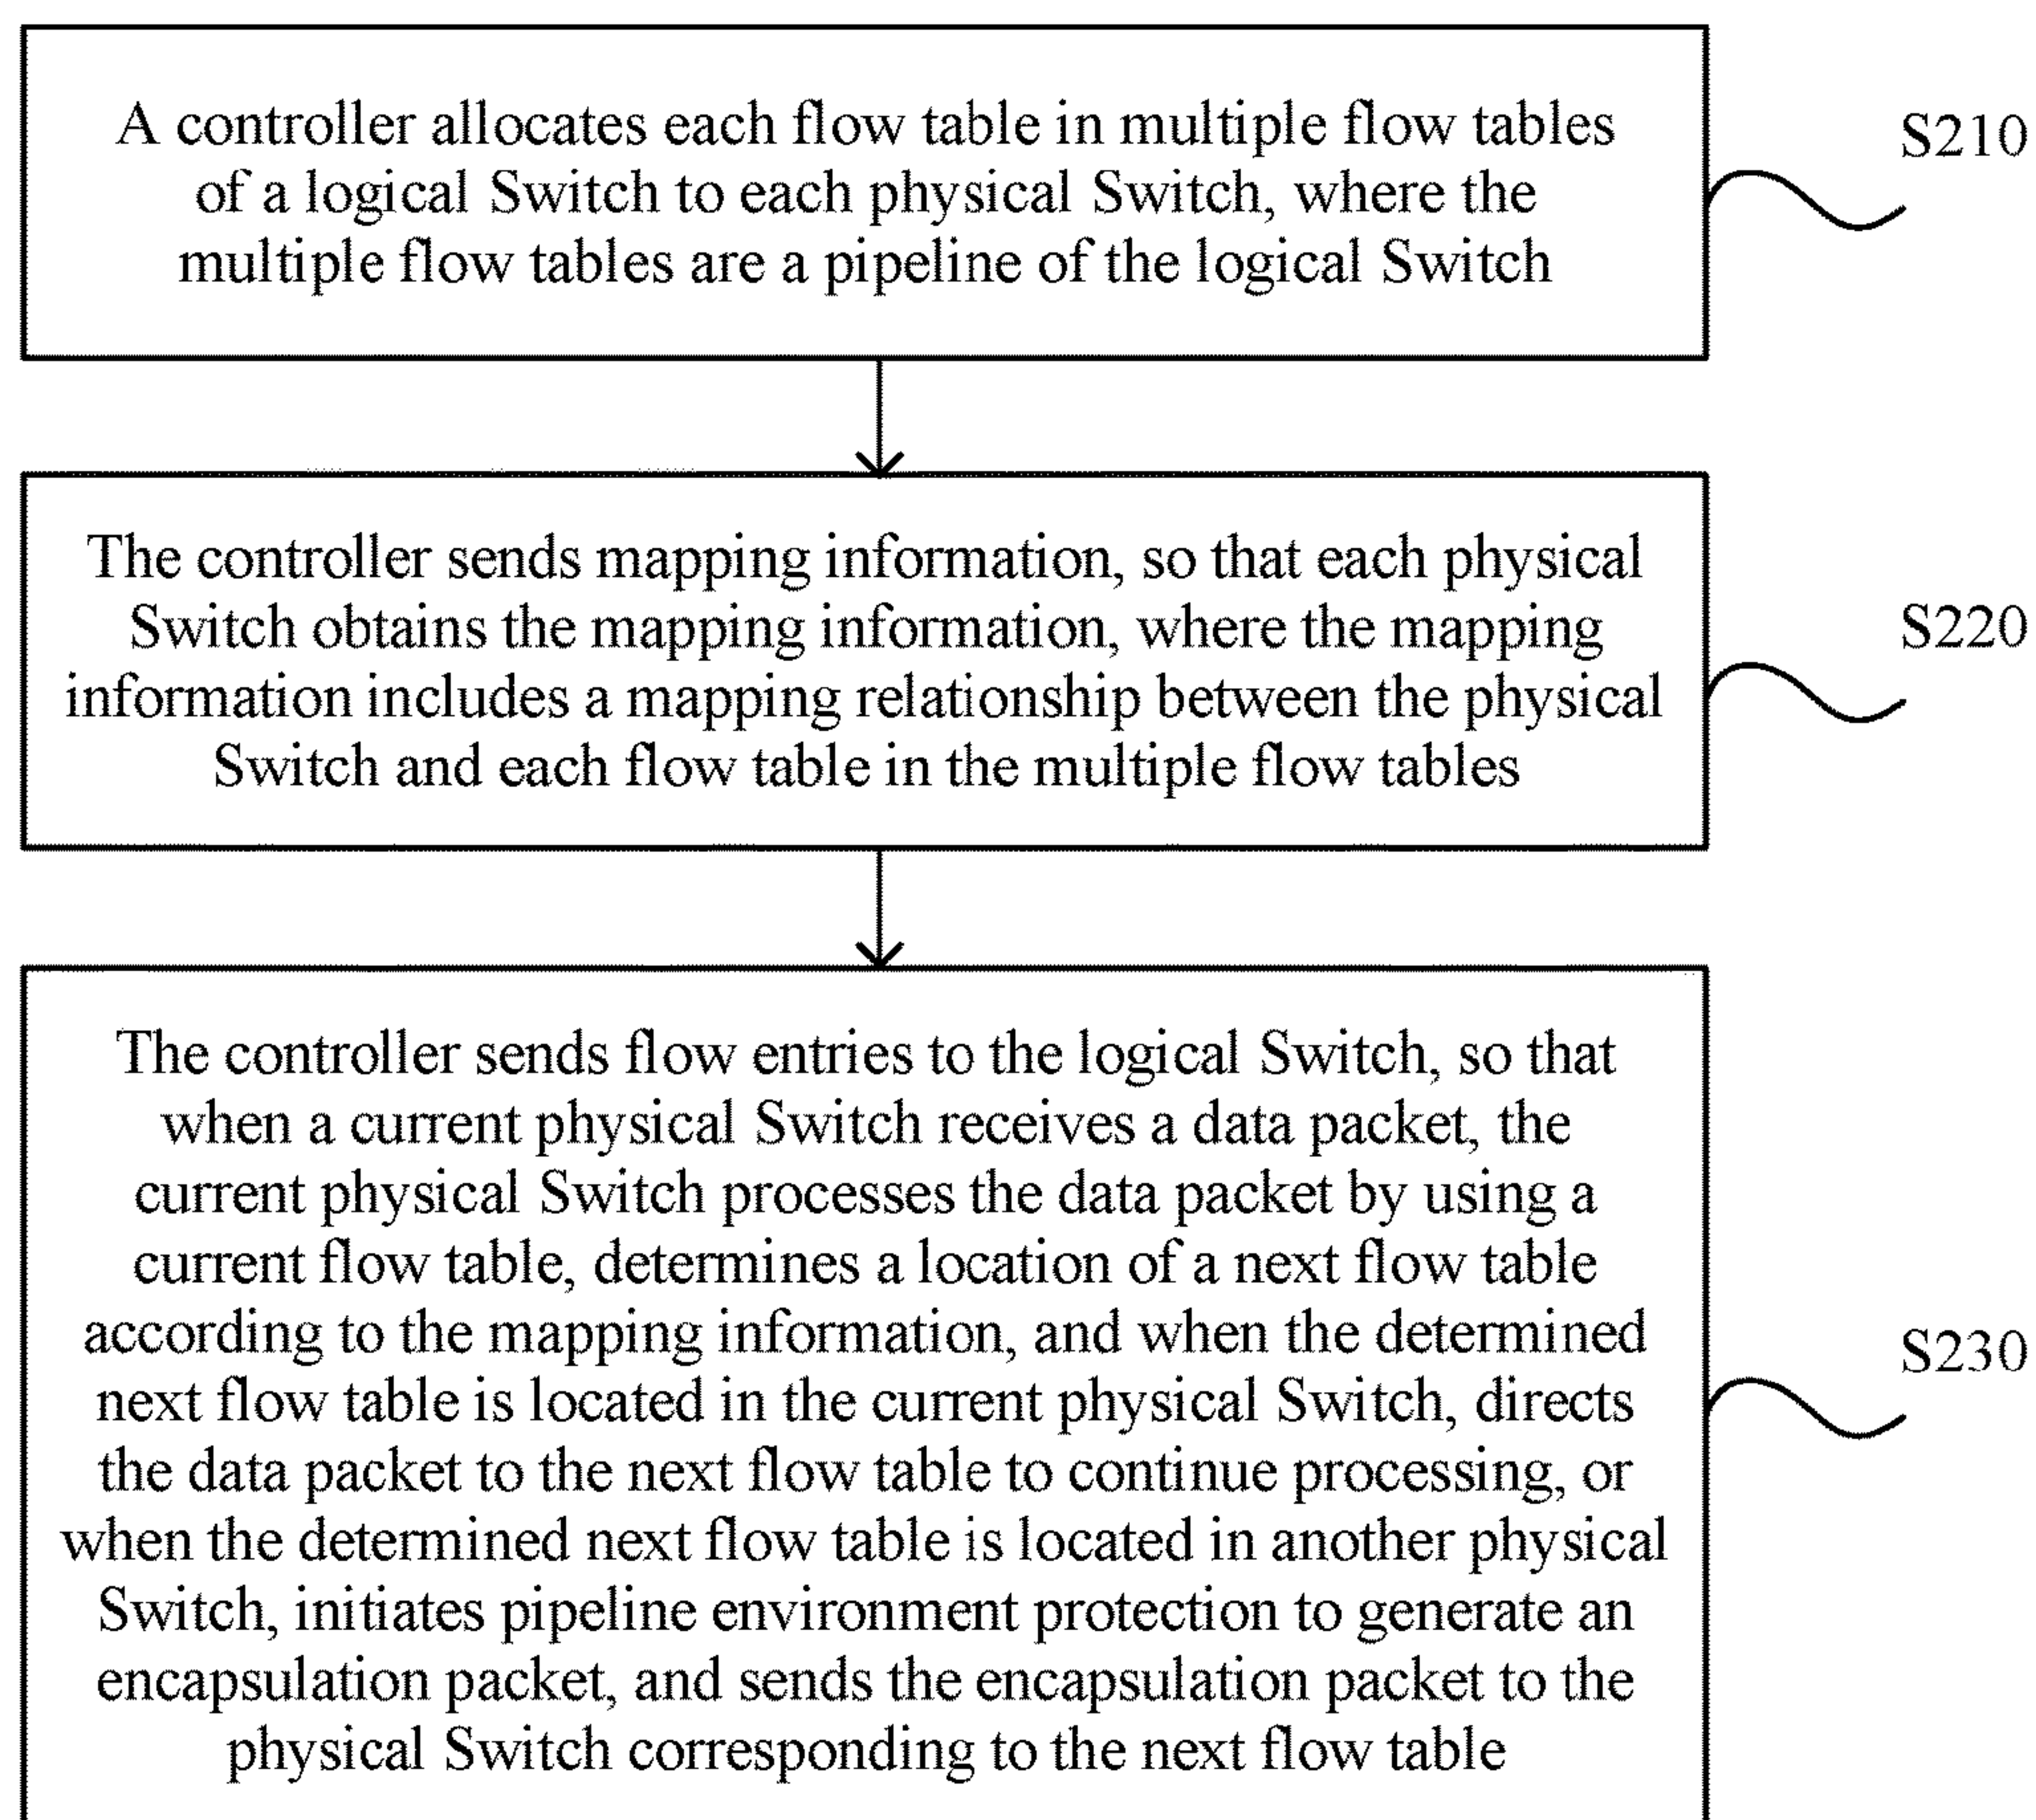 A controller allocates each flow table in multiple flow tables
of a logical Switch to each physical Switch, where the
multiple flow tables are a pipeline of the logical Switch
S210
The controller sends mapping information, so that each physical
Switch obtains the mapping information, where the mapping
information includes a mapping relationship between the physical
Switch and each flow table in the multiple flow tables
S220
The controller sends flow entries to the logical Switch, so that
when a current physical Switch receives a data packet, the
current physical Switch processes the data packet by using a
current flow table, determines a location of a next flow table
according to the mapping information, and when the determined
next flow table is located in the current physical Switch, directs
the data packet to the next flow table to continue processing, or
when the determined next flow table is located in another physical
Switch, initiates pipeline environment protection to generate an
encapsulation packet, and sends the encapsulation packet to the
physical Switch corresponding to the next flow table
S230